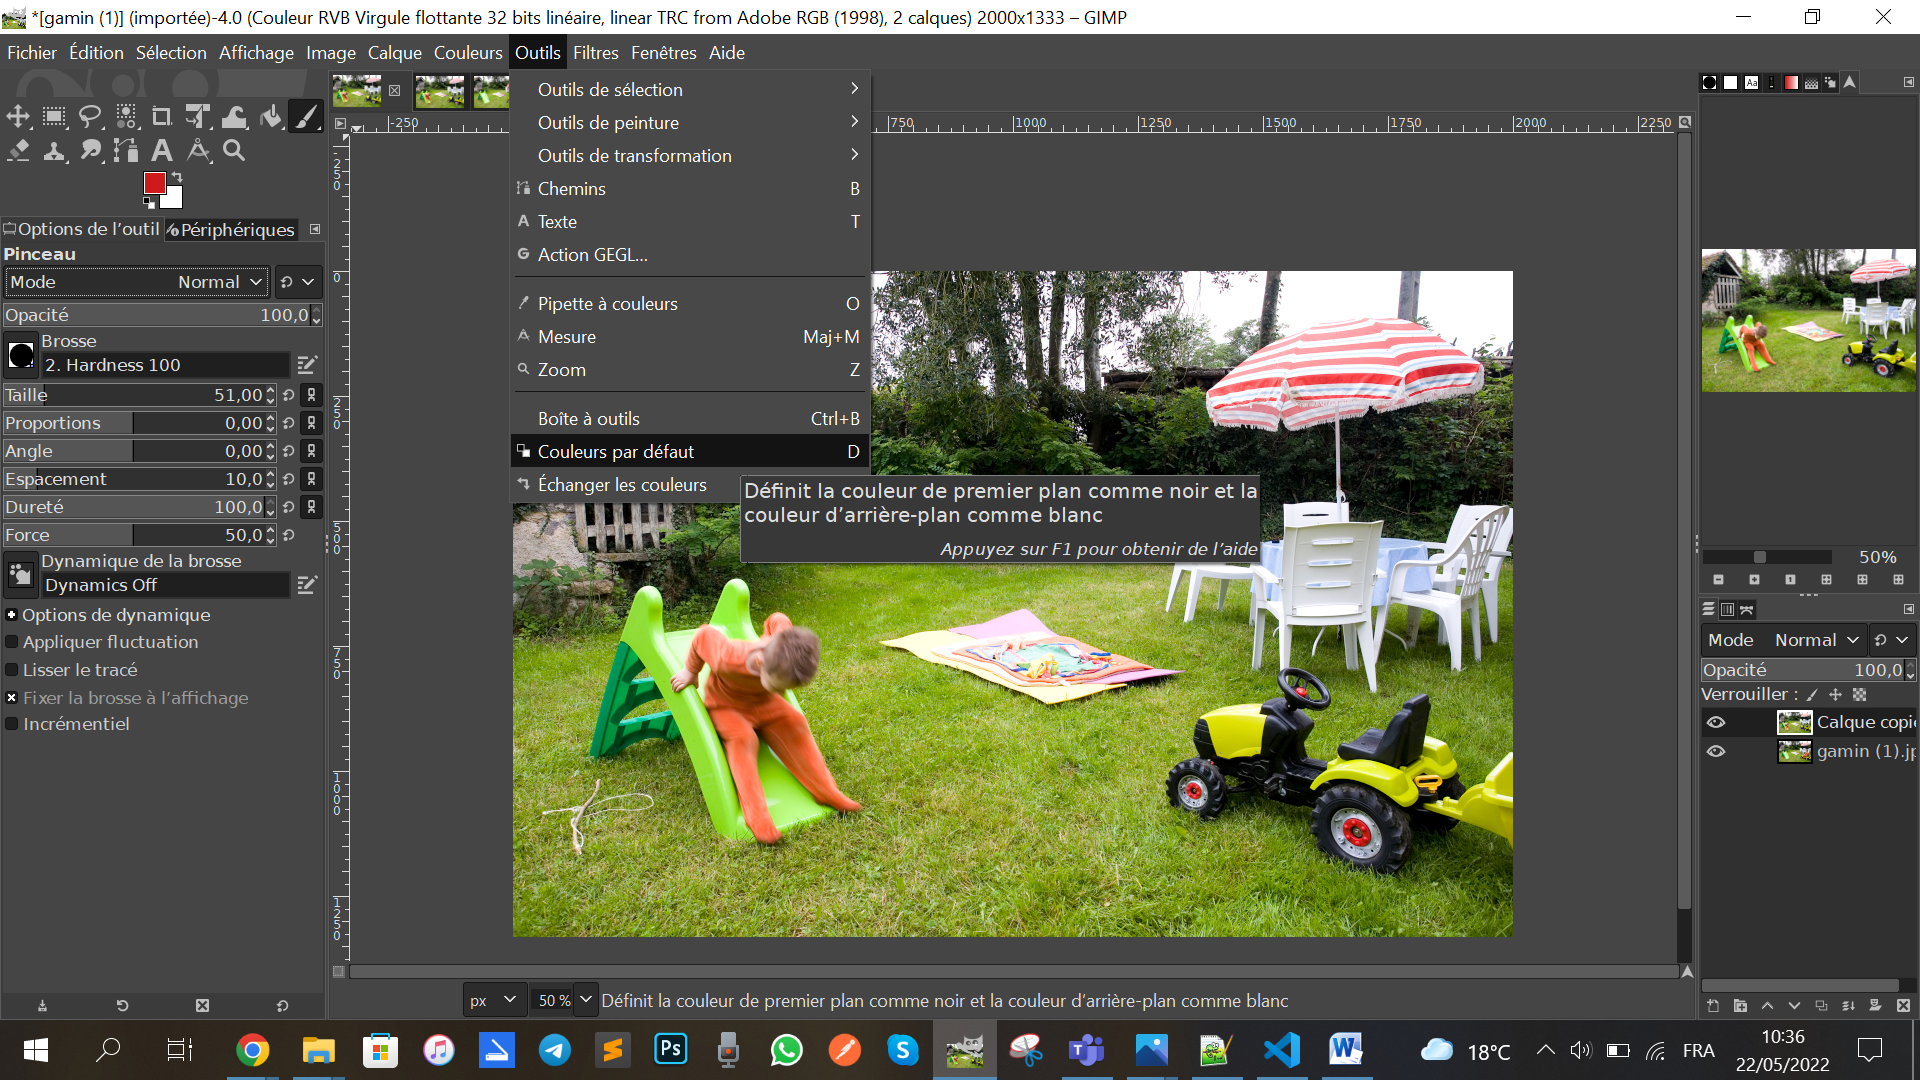 *[gamin (1)] (importée)-4.0 (Couleur RVB Virgule flottante 32 bits linéaire, linear TRC from Adobe RGB (1998), 2 calques) 2000x1333 – GIMP
Fichier Édition Sélection Affichage Image Calque Couleurs Outils Filtres Fenêtres Aide
Outils de sélection
Outils de peinture
Outils de transformation
Chemins B
Texte T
Action GEGL...
Pipette à couleurs O
Mesure Maj+M
Zoom Z
Boîte à outils Ctrl+B
Couleurs par défaut D
Échanger les couleurs
Définit la couleur de premier plan comme noir et la
couleur d’arrière-plan comme blanc
Appuyez sur F1 pour obtenir de l’aide
Options de l’outil Périphériques
Pinceau
Mode Normal
Opacité 100,0
Brosse
2. Hardness 100
Taille 51,00
Proportions 0,00
Angle 0,00
Espacement 10,0
Dureté 100,0
Force 50,0
Dynamique de la brosse
Dynamics Off
Options de dynamique
Appliquer fluctuation
Lisser le tracé
Fixer la brosse à l’affichage
Incrémentiel
-250 750 1000 1250 1500 1750 2000 2250
-250
0
250
500
750
1000
1250
Aa
50%
Mode Normal
Opacité 100,0
Verrouiller :
Calque copi
gamin (1).j
px 50 % Définit la couleur de premier plan comme noir et la couleur d’arrière-plan comme blanc
Ps
18°C
FRA
10:36
22/05/2022